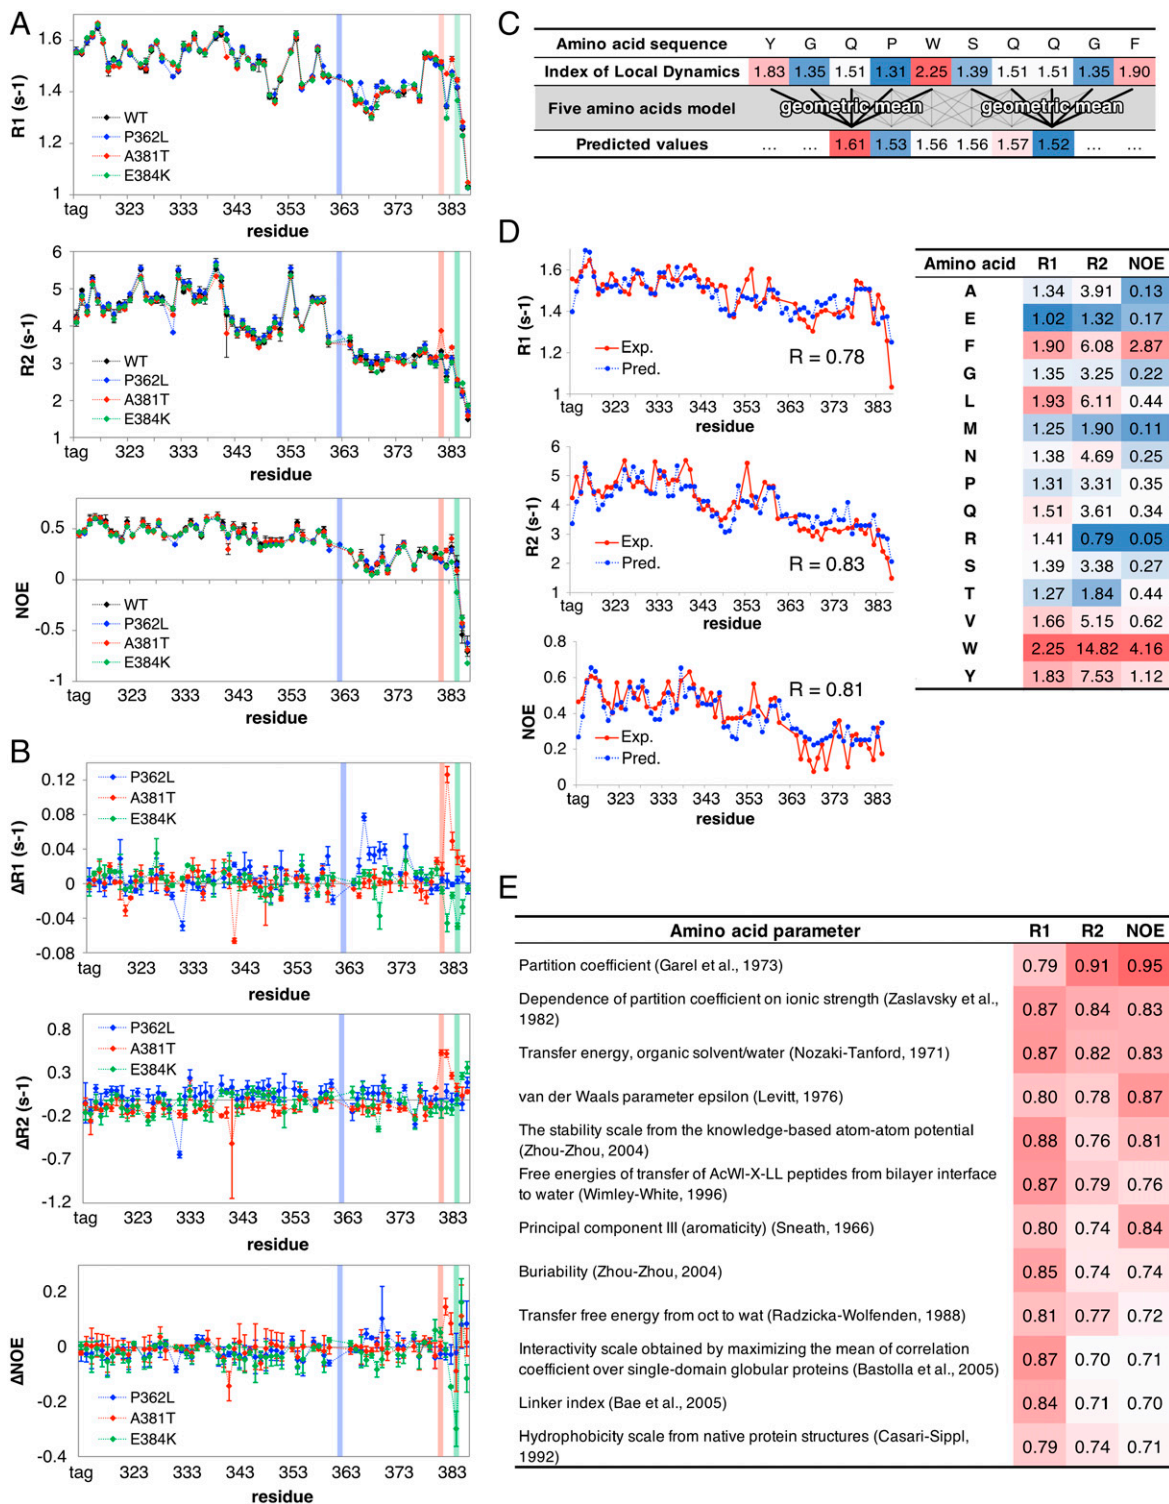 A
R1 (s-1)
1.6
1.4
1.2
1
WT
P362L
A381T
E384K
tag 323 333 343 353 363 373 383
residue
R2 (s-1)
6
5
4
3
2
1
WT
P362L
A381T
E384K
tag 323 333 343 353 363 373 383
residue
NOE
0.5
0
-0.5
-1
WT
P362L
A381T
E384K
tag 323 333 343 353 363 373 383
residue
B
ΔR1 (s-1)
0.12
0.08
0.04
0
-0.04
-0.08
P362L
A381T
E384K
tag 323 333 343 353 363 373 383
residue
ΔR2 (s-1)
0.8
0.3
-0.2
-0.7
-1.2
P362L
A381T
E384K
tag 323 333 343 353 363 373 383
residue
ΔNOE
0.2
0
-0.2
-0.4
P362L
A381T
E384K
tag 323 333 343 353 363 373 383
residue
C
Amino acid sequence Y G Q P W S Q Q G F
Index of Local Dynamics 1.83 1.35 1.51 1.31 2.25 1.39 1.51 1.51 1.35 1.90
Five amino acids model geometric mean geometric mean
Predicted values ... ... 1.61 1.53 1.56 1.56 1.57 1.52 ... ...
D
R1 (s-1)
1.6
1.4
1.2
1
Exp.
Pred.
R = 0.78
tag 323 333 343 353 363 373 383
residue
R2 (s-1)
6
5
4
3
2
1
Exp.
Pred.
R = 0.83
tag 323 333 343 353 363 373 383
residue
NOE
0.8
0.6
0.4
0.2
0
R = 0.81
Exp.
Pred.
tag 323 333 343 353 363 373 383
residue
Amino acid R1 R2 NOE
A 1.34 3.91 0.13
E 1.02 1.32 0.17
F 1.90 6.08 2.87
G 1.35 3.25 0.22
L 1.93 6.11 0.44
M 1.25 1.90 0.11
N 1.38 4.69 0.25
P 1.31 3.31 0.35
Q 1.51 3.61 0.34
R 1.41 0.79 0.05
S 1.39 3.38 0.27
T 1.27 1.84 0.44
V 1.66 5.15 0.62
W 2.25 14.82 4.16
Y 1.83 7.53 1.12
E
Amino acid parameter R1 R2 NOE
Partition coefficient (Garel et al., 1973) 0.79 0.91 0.95
Dependence of partition coefficient on ionic strength (Zaslavsky et al.,
1982) 0.87 0.84 0.83
Transfer energy, organic solvent/water (Nozaki-Tanford, 1971) 0.87 0.82 0.83
van der Waals parameter epsilon (Levitt, 1976) 0.80 0.78 0.87
The stability scale from the knowledge-based atom-atom potential
(Zhou-Zhou, 2004) 0.88 0.76 0.81
Free energies of transfer of AcWl-X-LL peptides from bilayer interface
to water (Wimley-White, 1996) 0.87 0.79 0.76
Principal component III (aromaticity) (Sneath, 1966) 0.80 0.74 0.84
Buriability (Zhou-Zhou, 2004) 0.85 0.74 0.74
Transfer free energy from oct to wat (Radzicka-Wolfenden, 1988) 0.81 0.77 0.72
Interactivity scale obtained by maximizing the mean of correlation
coefficient over single-domain globular proteins (Bastolla et al., 2005) 0.87 0.70 0.71
Linker index (Bae et al., 2005) 0.84 0.71 0.70
Hydrophobicity scale from native protein structures (Casari-Sippl,
1992) 0.79 0.74 0.71